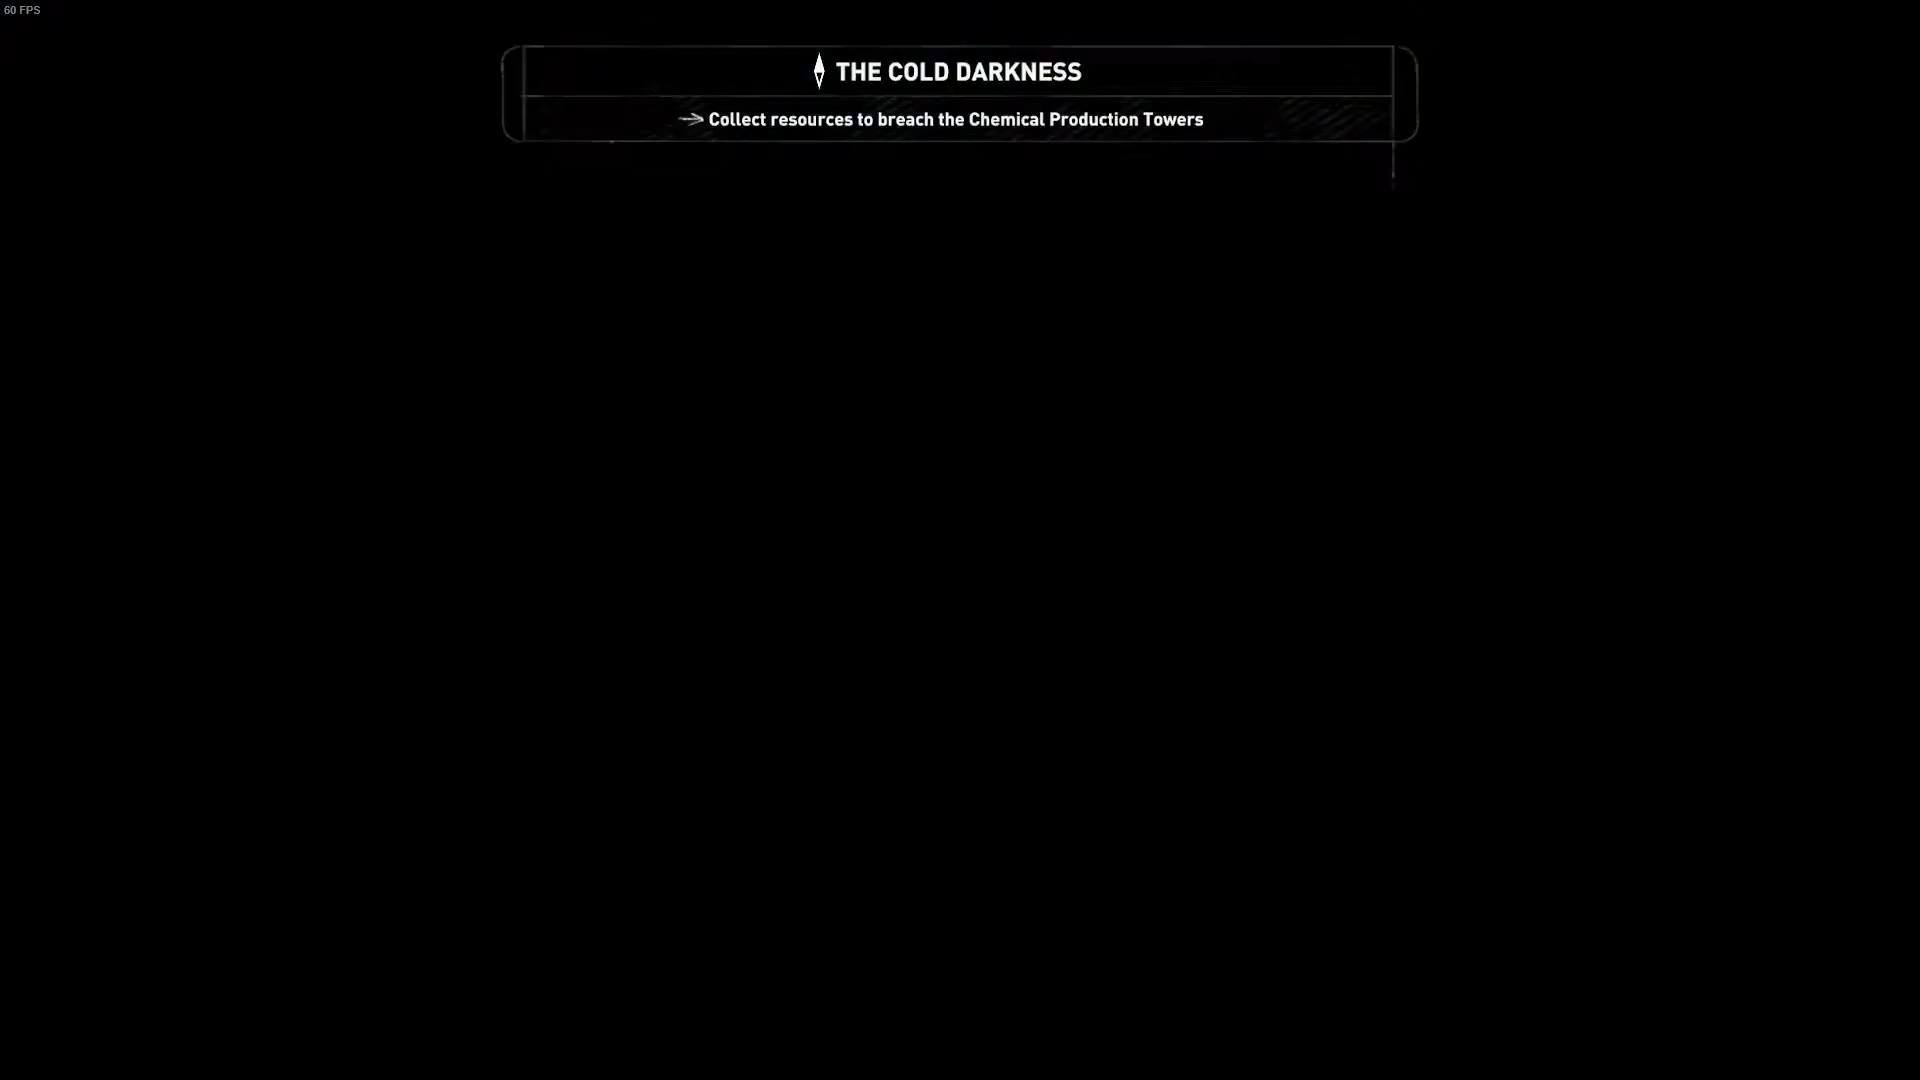 60 FPS
THE COLD DARKNESS
Collect resources to breach the Chemical Production Towers